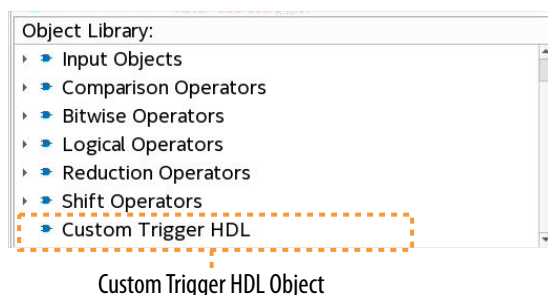 Object Library:
Input Objects
Comparison Operators
Bitwise Operators
Logical Operators
Reduction Operators
Shift Operators
Custom Trigger HDL
Custom Trigger HDL Object